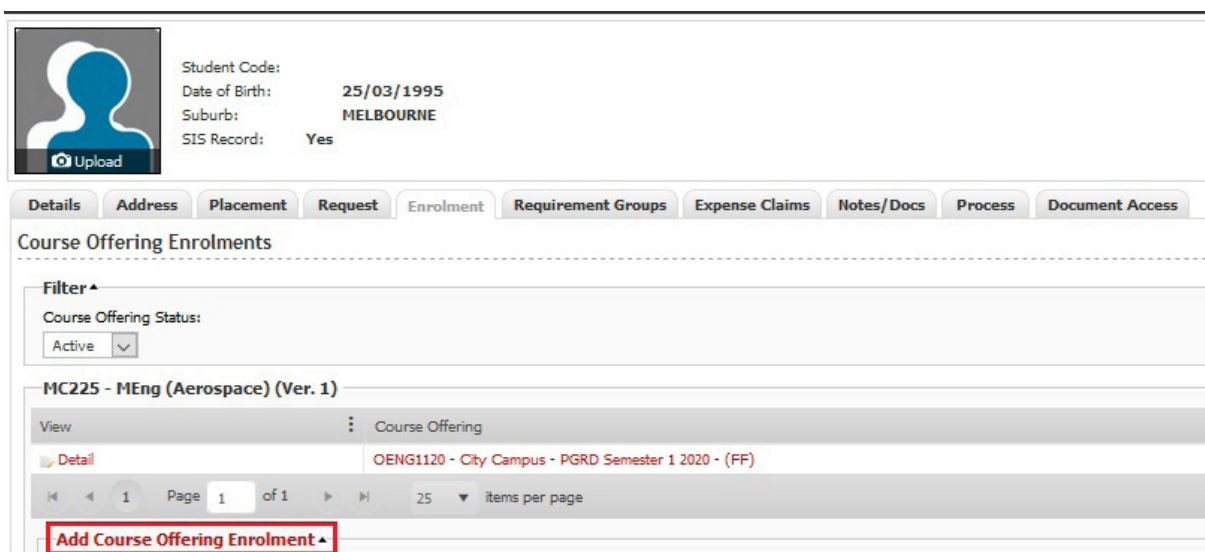 Student Code:
Date of Birth: 25/03/1995
Suburb: MELBOURNE
SIS Record: Yes
Upload
Details Address Placement Request Enrolment Requirement Groups Expense Claims Notes/Docs Process Document Access
Course Offering Enrolments
Filter
Course Offering Status:
Active
MC225 - MEng (Aerospace) (Ver. 1)
View Course Offering
Detail OENG1120 - City Campus - PGRD Semester 1 2020 - (FF)
1 Page 1 of 1 25 items per page
Add Course Offering Enrolment